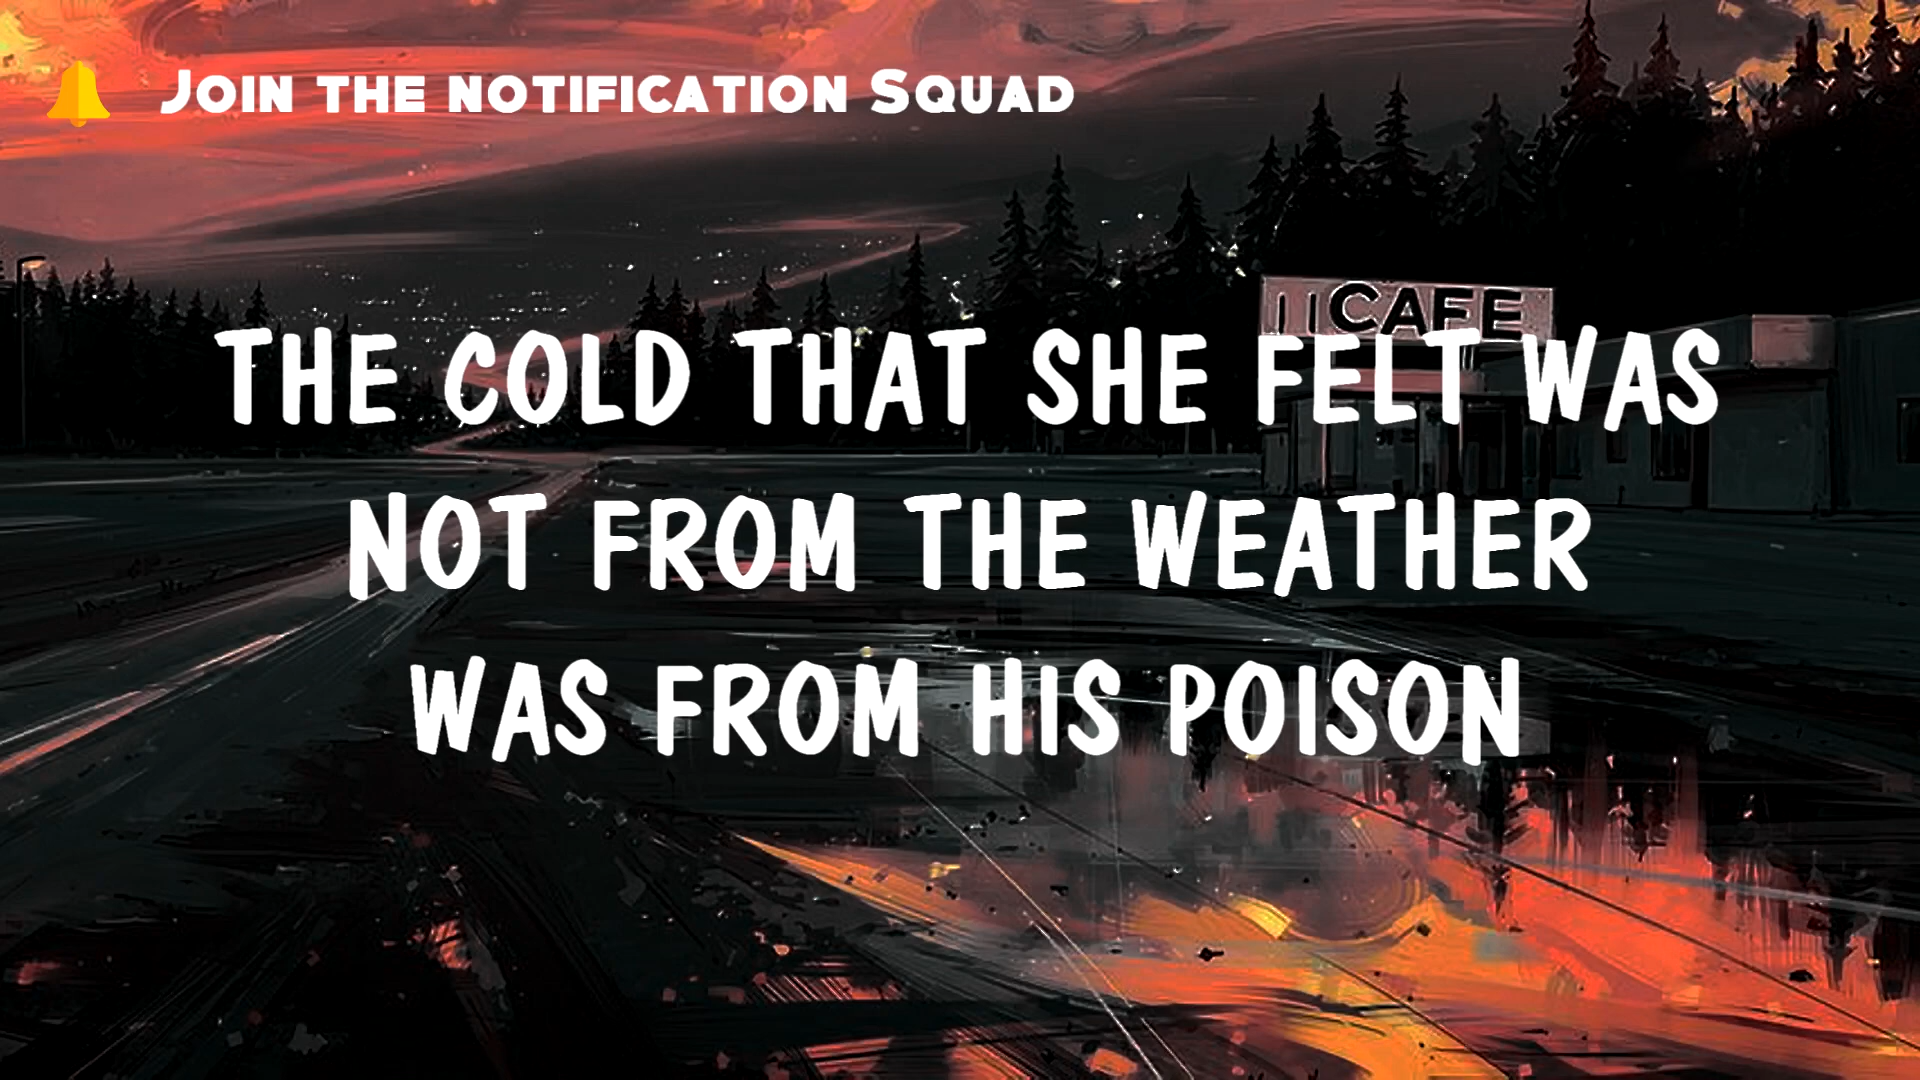 Join the notification Squad
CAFE
THE COLD THAT SHE FELT WAS
NOT FROM THE WEATHER
WAS FROM HIS POISON